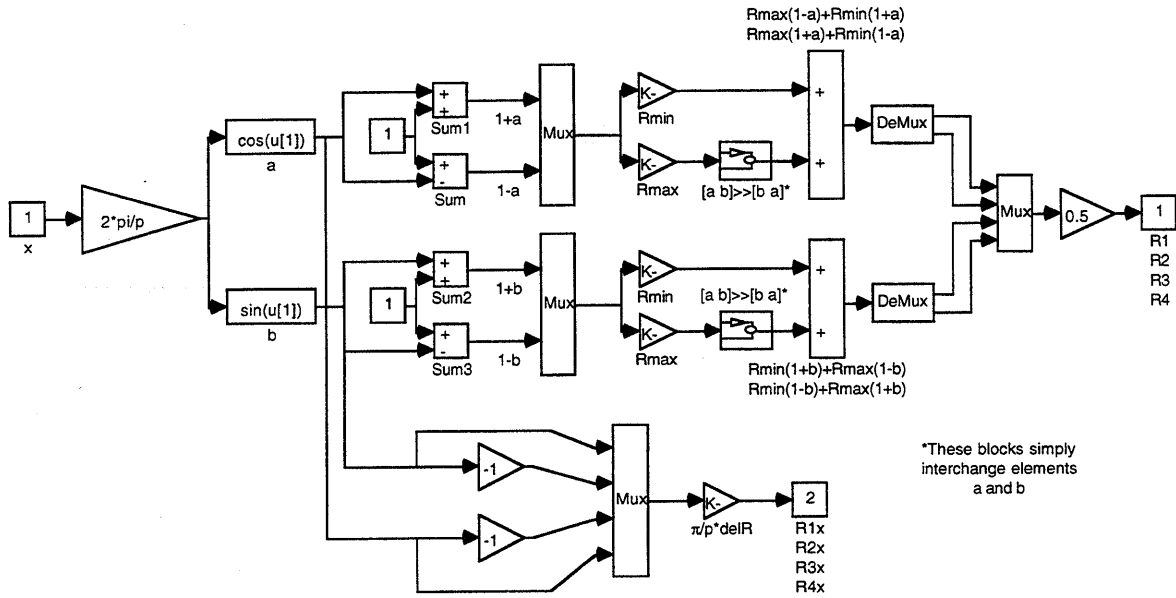 Rmax(1-a)+Rmin(1+a)
Rmax(1+a)+Rmin(1-a)
1
x
2*pi/p
cos(u[1])
a
sin(u[1])
b
1
+
+
Sum1
+
-
Sum
1+a
1-a
Mux
K-
Rmin
K-
Rmax
[a b]>>[b a]*
+
+
DeMux
1
+
+
Sum2
+
-
Sum3
1+b
1-b
Mux
K-
Rmin
K-
Rmax
[a b]>>[b a]*
+
+
DeMux
Rmin(1+b)+Rmax(1-b)
Rmin(1-b)+Rmax(1+b)
Mux
0.5
1
R1
R2
R3
R4
-1
-1
Mux
K-
π/p*delR
2
R1x
R2x
R3x
R4x
*These blocks simply
interchange elements
a and b